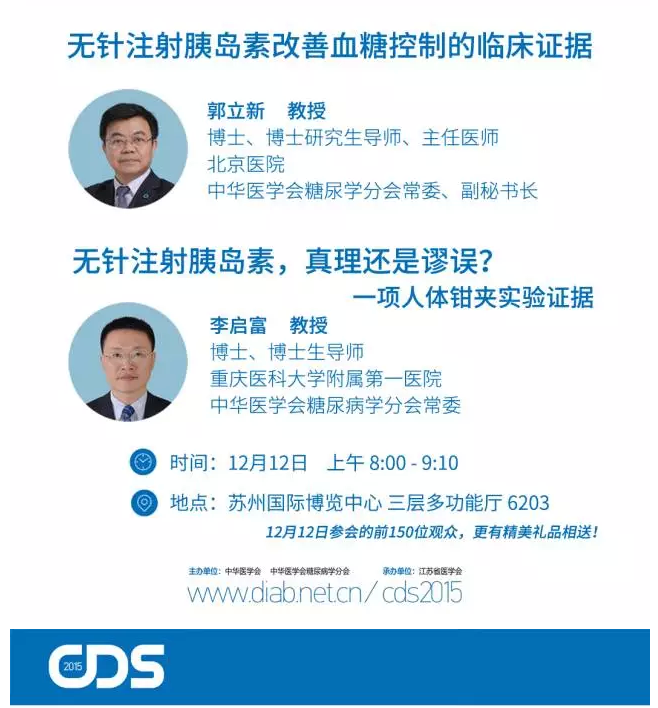 无针注射胰岛素改善血糖控制的临床证据
郭立新 教授
博士、博士研究生导师、主任医师
北京医院
中华医学会糖尿学分会常委、副秘书长
无针注射胰岛素，真理还是谬误？
一项人体钳夹实验证据
李启富 教授
博士、博士生导师
重庆医科大学附属第一医院
中华医学会糖尿病学分会常委
时间：12月12日 上午 8:00 - 9:10
地点：苏州国际博览中心 三层多功能厅 6203
12月12日参会的前150位观众，更有精美礼品相送！
主办单位：中华医学会 中华医学会糖尿病学分会 承办单位：江苏省医学会
www.diab.net.cn/cds2015
2015 CDS